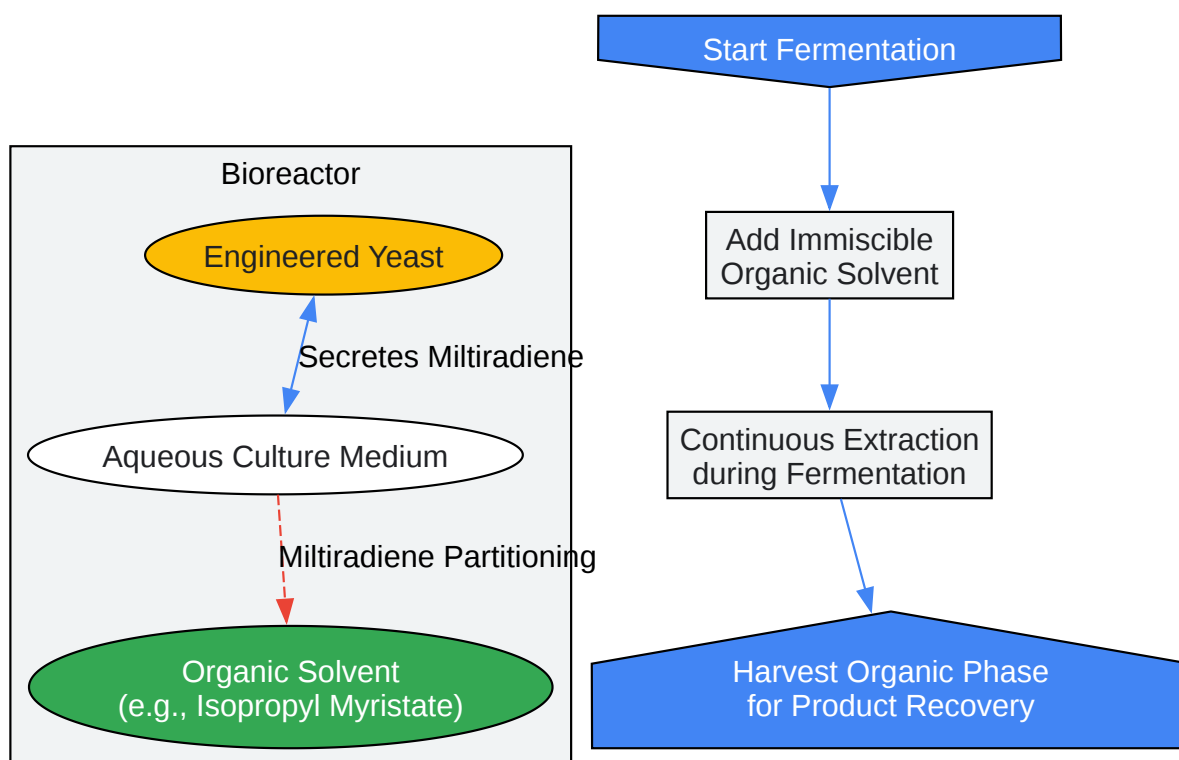 Bioreactor
Engineered Yeast
Secretes Miltiradiene
Aqueous Culture Medium
Miltiradiene Partitioning
Organic Solvent
(e.g., Isopropyl Myristate)
Start Fermentation
Add Immiscible
Organic Solvent
Continuous Extraction
during Fermentation
Harvest Organic Phase
for Product Recovery